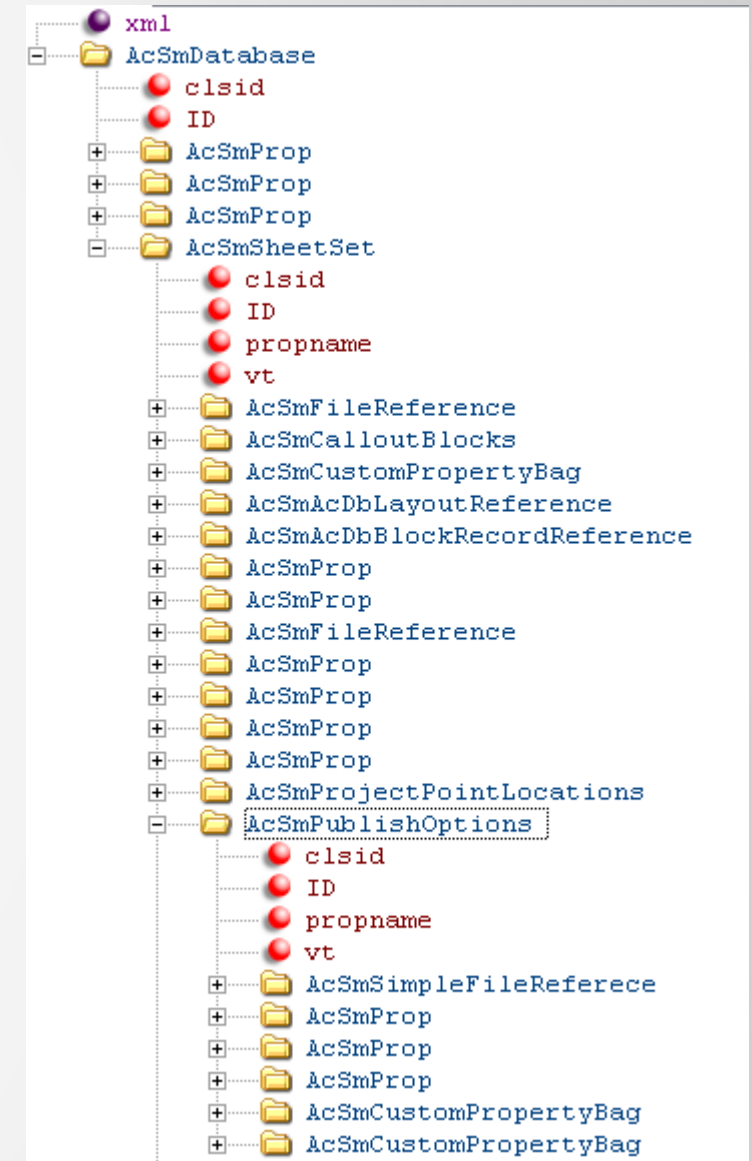 xml
AcSmDatabase
clsid
ID
AcSmProp
AcSmProp
AcSmProp
AcSmSheetSet
clsid
ID
propname
vt
AcSmFileReference
AcSmCalloutBlocks
AcSmCustomPropertyBag
AcSmAcDbLayoutReference
AcSmAcDbBlockRecordReference
AcSmProp
AcSmProp
AcSmFileReference
AcSmProp
AcSmProp
AcSmProp
AcSmProp
AcSmProjectPointLocations
AcSmPublishOptions
clsid
ID
propname
vt
AcSmSimpleFileReferece
AcSmProp
AcSmProp
AcSmProp
AcSmCustomPropertyBag
AcSmCustomPropertyBag